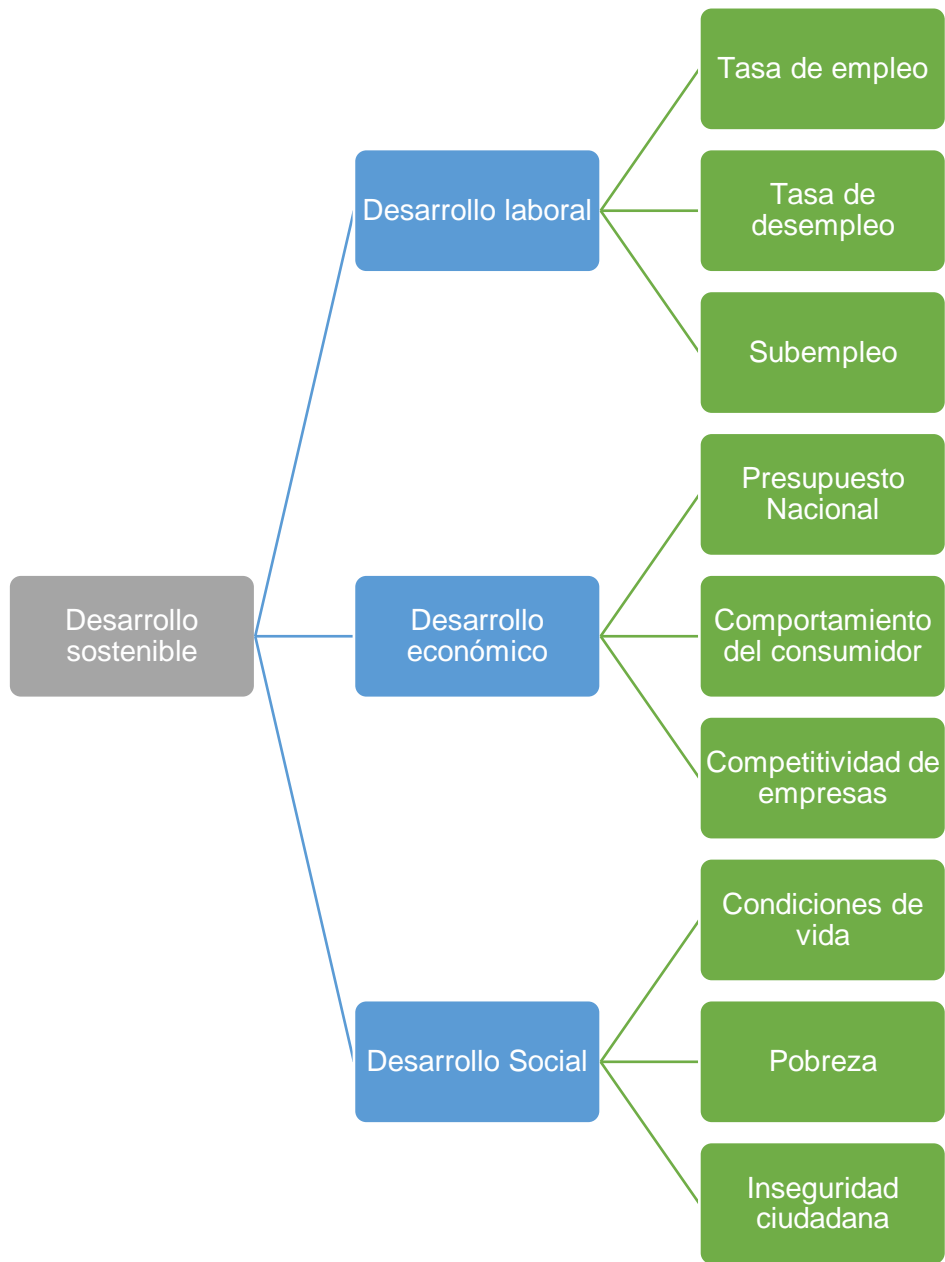 Tasa de empleo
Desarrollo laboral
Tasa de
desempleo
Subempleo
Presupuesto
Nacional
Desarrollo
sostenible
Desarrollo
económico
Comportamiento
del consumidor
Competitividad de
empresas
Condiciones de
vida
Desarrollo Social
Pobreza
Inseguridad
ciudadana